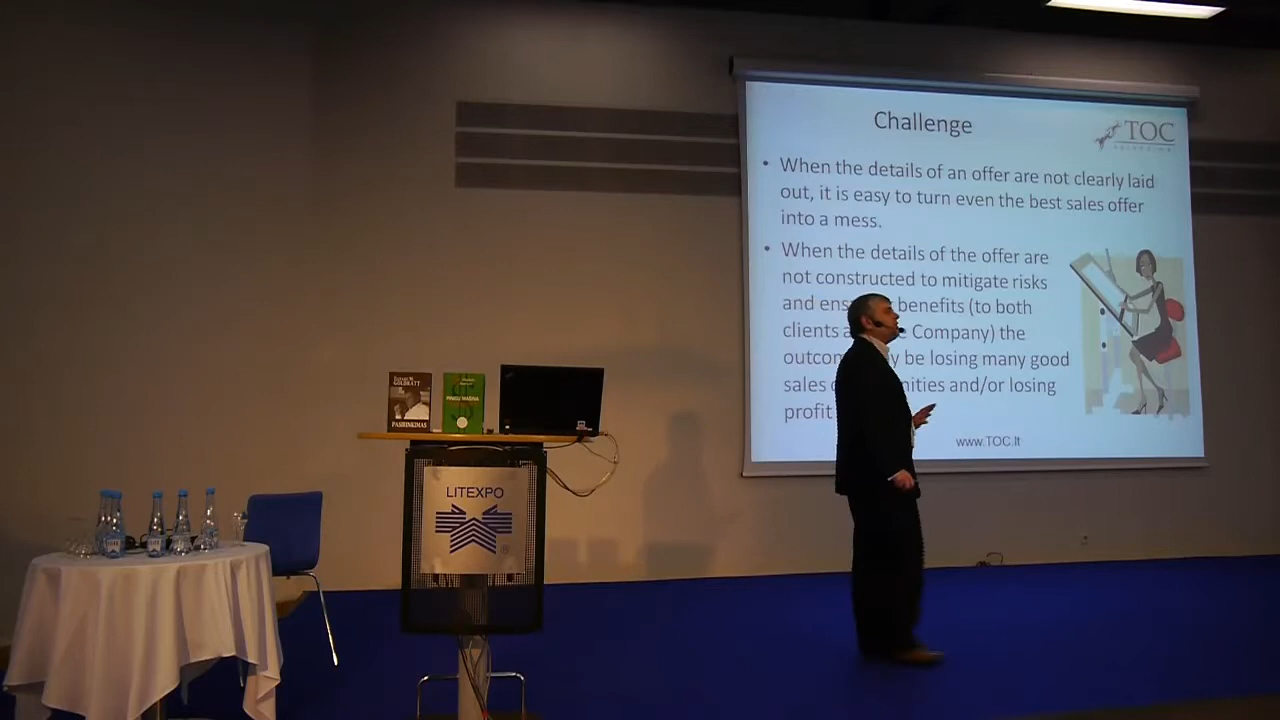 Challenge
TOC
• When the details of an offer are not clearly laid
out, it is easy to turn even the best sales offer
into a mess.
• When the details of the offer are
not constructed to mitigate risks
and benefits (to both
clients Company) the
be losing many good
sales and/or losing
profit
www.TOC.lt
GOLDRATT
PASIRINKIMAS
LITEXPO
®